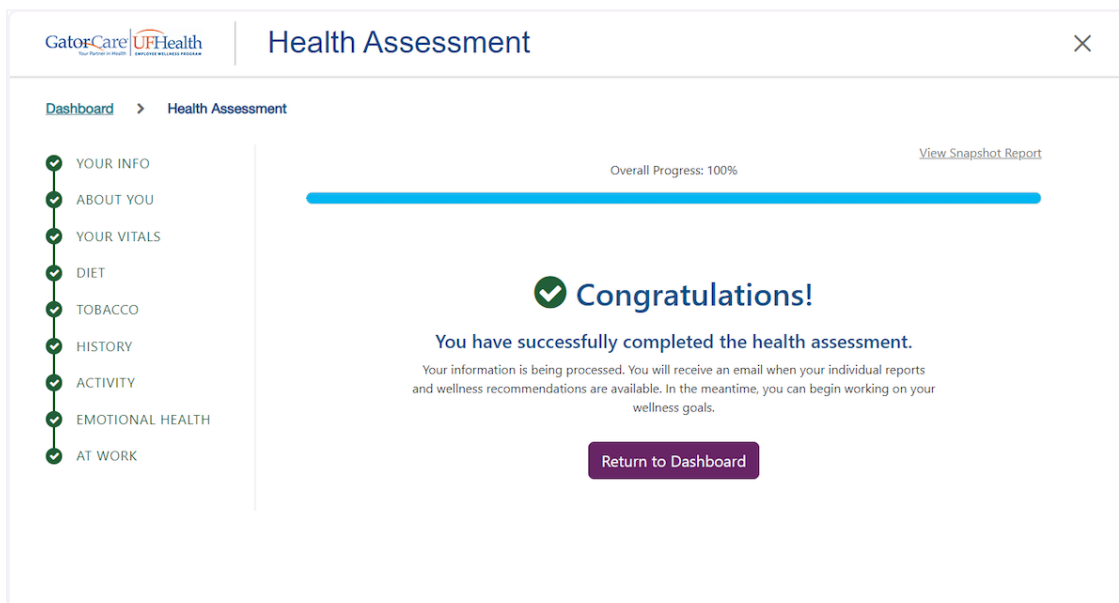 GatorCare UFHealth
Your Partner in Health EMPLOYEE WELLNESS PROGRAM
Health Assessment
Dashboard > Health Assessment
YOUR INFO
ABOUT YOU
YOUR VITALS
DIET
TOBACCO
HISTORY
ACTIVITY
EMOTIONAL HEALTH
AT WORK
View Snapshot Report
Overall Progress: 100%
Congratulations!
You have successfully completed the health assessment.
Your information is being processed. You will receive an email when your individual reports
and wellness recommendations are available. In the meantime, you can begin working on your
wellness goals.
Return to Dashboard